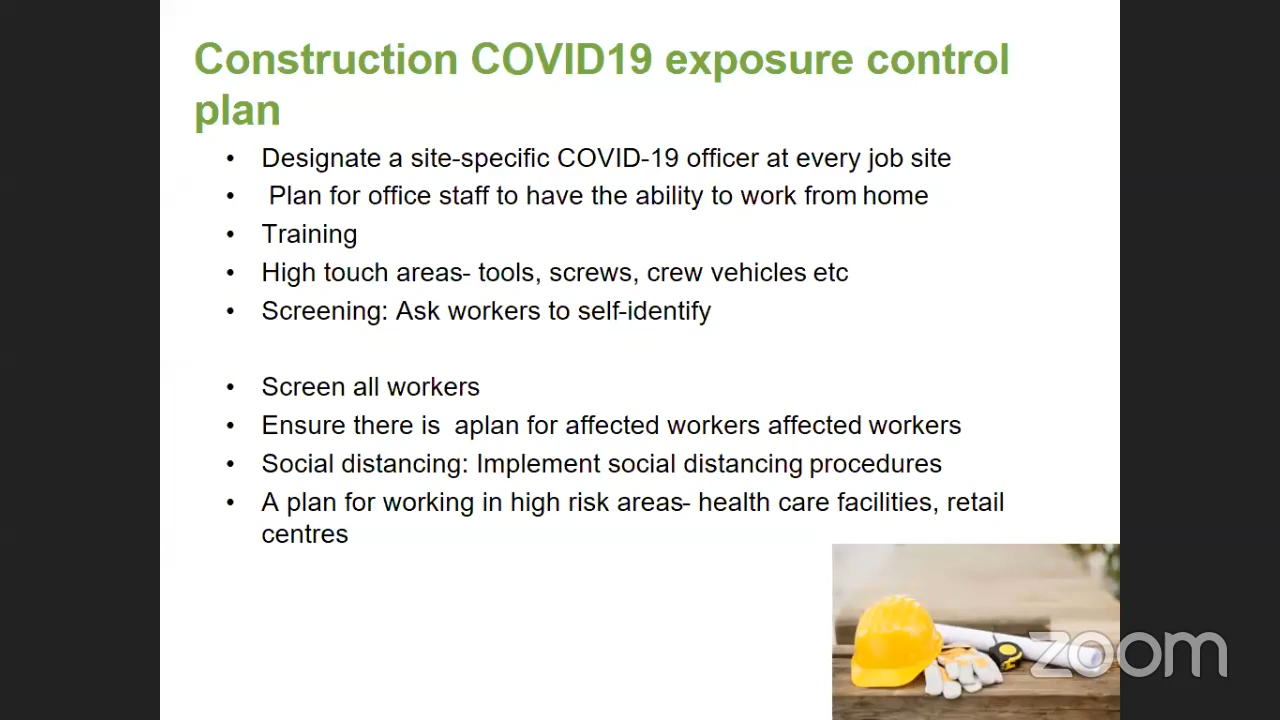 Construction COVID19 exposure control
plan
• Designate a site-specific COVID-19 officer at every job site
• Plan for office staff to have the ability to work from home
• Training
• High touch areas- tools, screws, crew vehicles etc
• Screening: Ask workers to self-identify
• Screen all workers
• Ensure there is  aplan for affected workers affected workers
• Social distancing: Implement social distancing procedures
• A plan for working in high risk areas- health care facilities, retail
centres
zoom